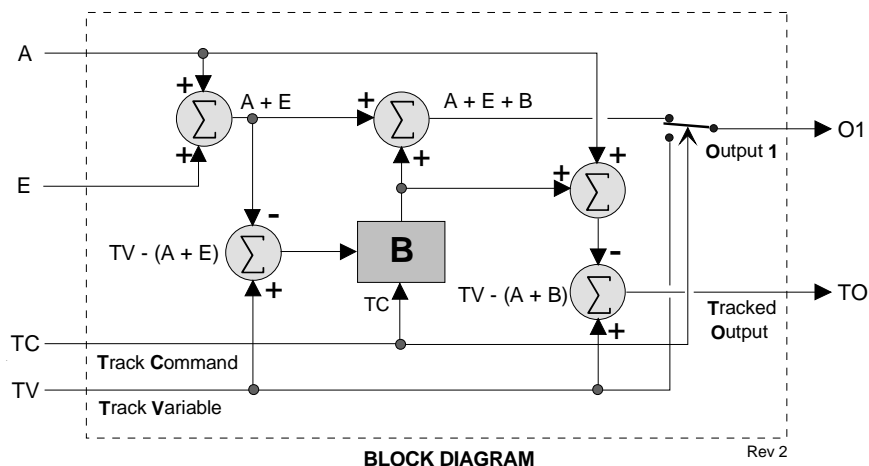 A
+
+
Σ
A + E
+
+
Σ
A + E + B
O1
Output 1
E
+
+
Σ
-
+
Σ
TV - (A + E)
B
TC
-
+
Σ
TV - (A + B)
TO
Tracked
Output
TC
Track Command
TV
Track Variable
Rev 2
BLOCK DIAGRAM